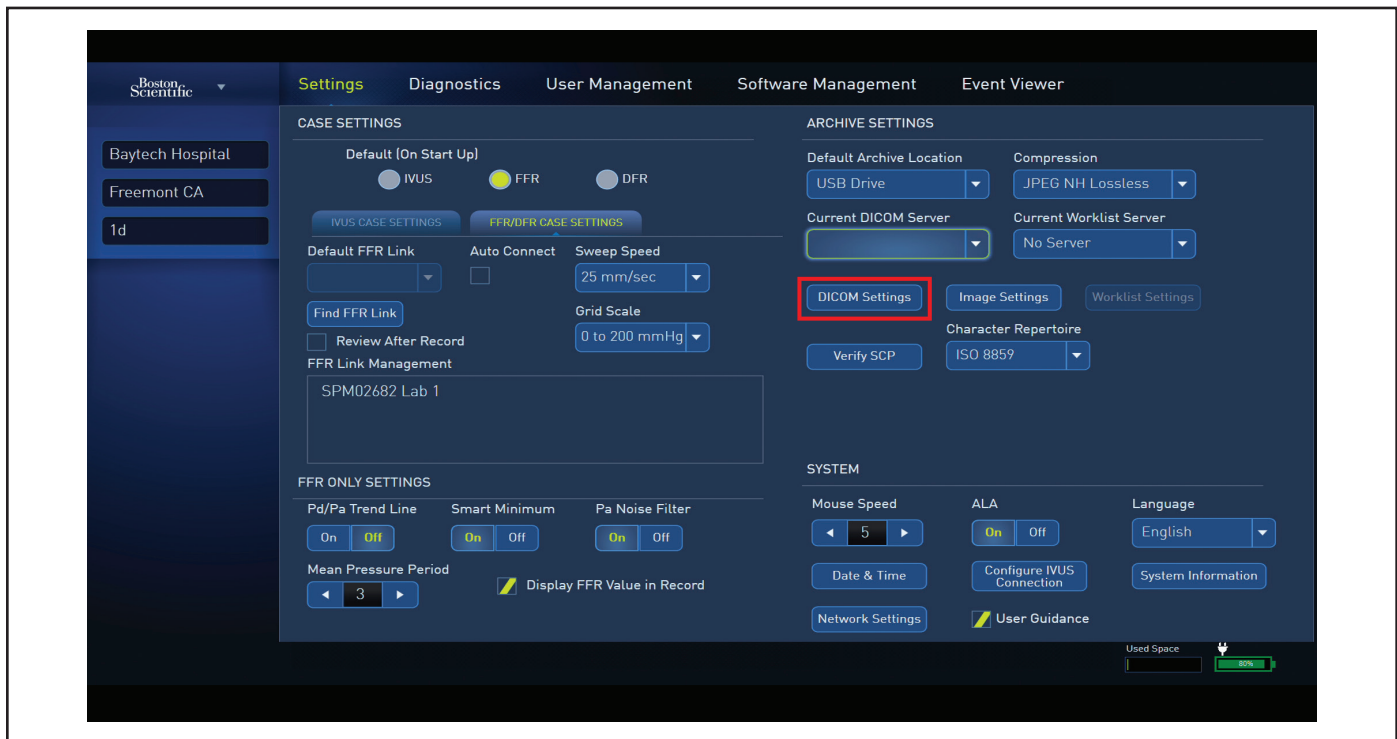 Boston
Scientific
Settings Diagnostics User Management Software Management Event Viewer
Baytech Hospital
Freemont CA
1d
CASE SETTINGS
Default (On Start Up)
IVUS FFR DFR
IVUS CASE SETTINGS FFR/DFR CASE SETTINGS
Default FFR Link Auto Connect Sweep Speed
25 mm/sec
Find FFR Link Grid Scale
Review After Record 0 to 200 mmHg
FFR Link Management
SPM02682 Lab 1
FFR ONLY SETTINGS
Pd/Pa Trend Line Smart Minimum Pa Noise Filter
On Off On Off On Off
Mean Pressure Period
3 Display FFR Value in Record
ARCHIVE SETTINGS
Default Archive Location Compression
USB Drive JPEG NH Lossless
Current DICOM Server Current Worklist Server
No Server
DICOM Settings Image Settings Worklist Settings
Character Repertoire
Verify SCP ISO 8859
SYSTEM
Mouse Speed ALA Language
5 On Off English
Date & Time Configure IVUS Connection System Information
Network Settings User Guidance
Used Space
80%